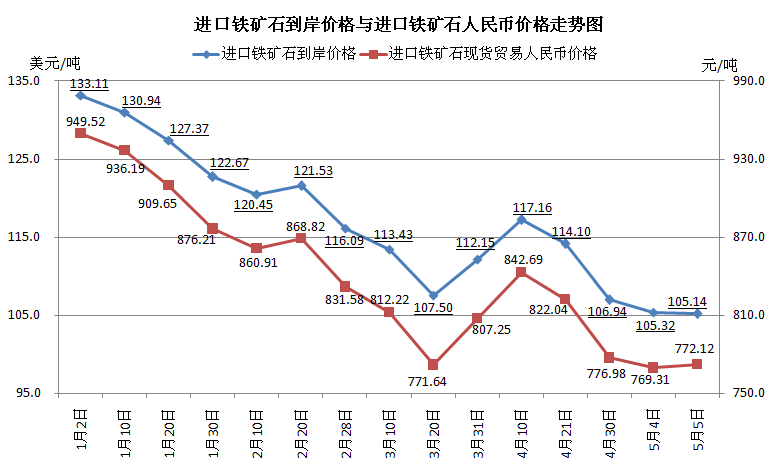 进口铁矿石到岸价格与进口铁矿石人民币价格走势图
进口铁矿石到岸价格 进口铁矿石现货贸易人民币价格
美元/吨 元/吨
135.0 990.0
125.0 930.0
115.0 870.0
105.0 810.0
95.0 750.0
133.11 130.94 127.37 122.67 120.45 121.53 116.09 113.43 107.50 112.15 117.16 114.10 106.94 105.32 105.14
949.52 936.19 909.65 876.21 860.91 868.82 831.58 812.22 771.64 807.25 842.69 822.04 776.98 769.31 772.12
1月2日 1月10日 1月20日 1月30日 2月10日 2月20日 2月28日 3月10日 3月20日 3月31日 4月10日 4月21日 4月30日 5月4日 5月5日